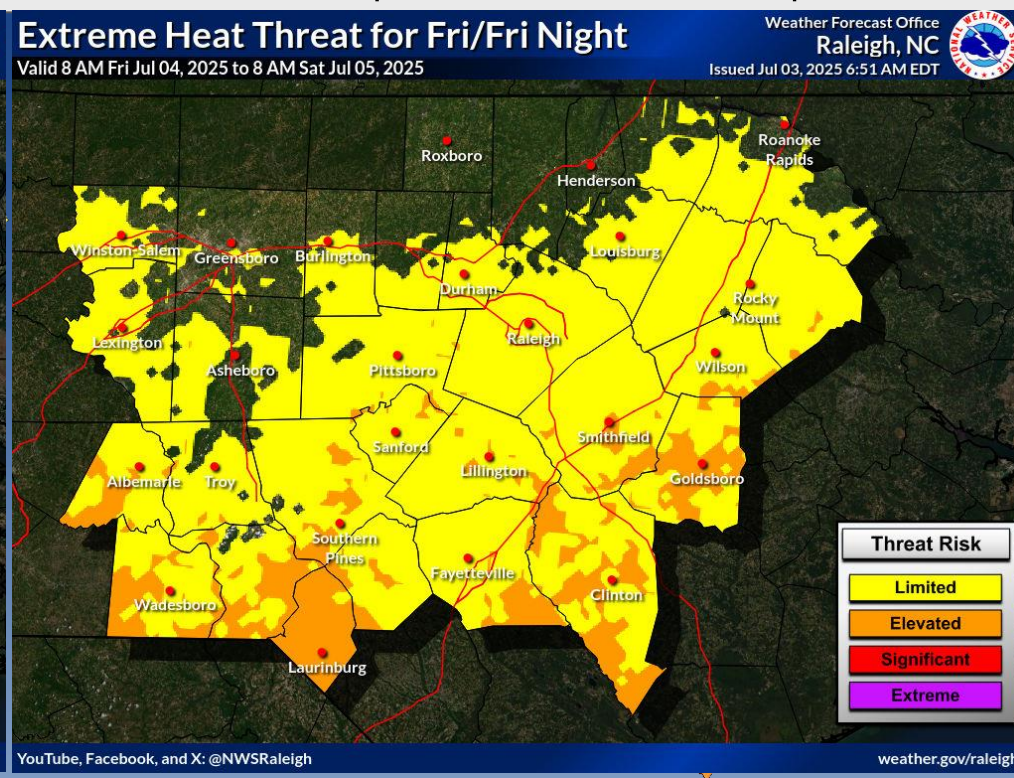 Extreme Heat Threat for Fri/Fri Night
Valid 8 AM Fri Jul 04, 2025 to 8 AM Sat Jul 05, 2025
Weather Forecast Office
Raleigh, NC
Issued Jul 03, 2025 6:51 AM EDT
NATIONAL WEATHER SERVICE
Roxboro
Roanoke
Rapids
Henderson
Winston-Salem
Greensboro
Burlington
Louisburg
Durham
Rocky
Mount
Lexington
Raleigh
Asheboro
Pittsboro
Wilson
Sanford
Smithfield
Albemarle
Troy
Lillington
Goldsboro
Southern
Pines
Fayetteville
Wadesboro
Clinton
Laurinburg
Threat Risk
Limited
Elevated
Significant
Extreme
YouTube, Facebook, and X: @NWSRaleigh
weather.gov/raleigh